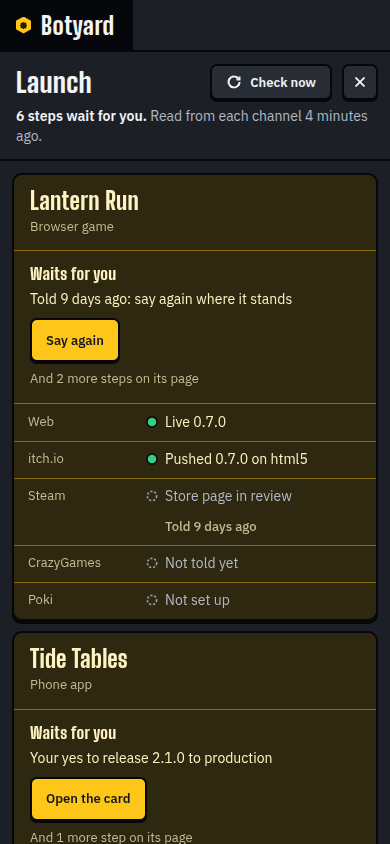 Botyard
Launch
Check now
6 steps wait for you. Read from each channel 4 minutes
ago.
Lantern Run
Browser game
Waits for you
Told 9 days ago: say again where it stands
Say again
And 2 more steps on its page
Web
Live 0.7.0
itch.io
Pushed 0.7.0 on html5
Steam
Store page in review
Told 9 days ago
CrazyGames
Not told yet
Poki
Not set up
Tide Tables
Phone app
Waits for you
Your yes to release 2.1.0 to production
Open the card
And 1 more step on its page